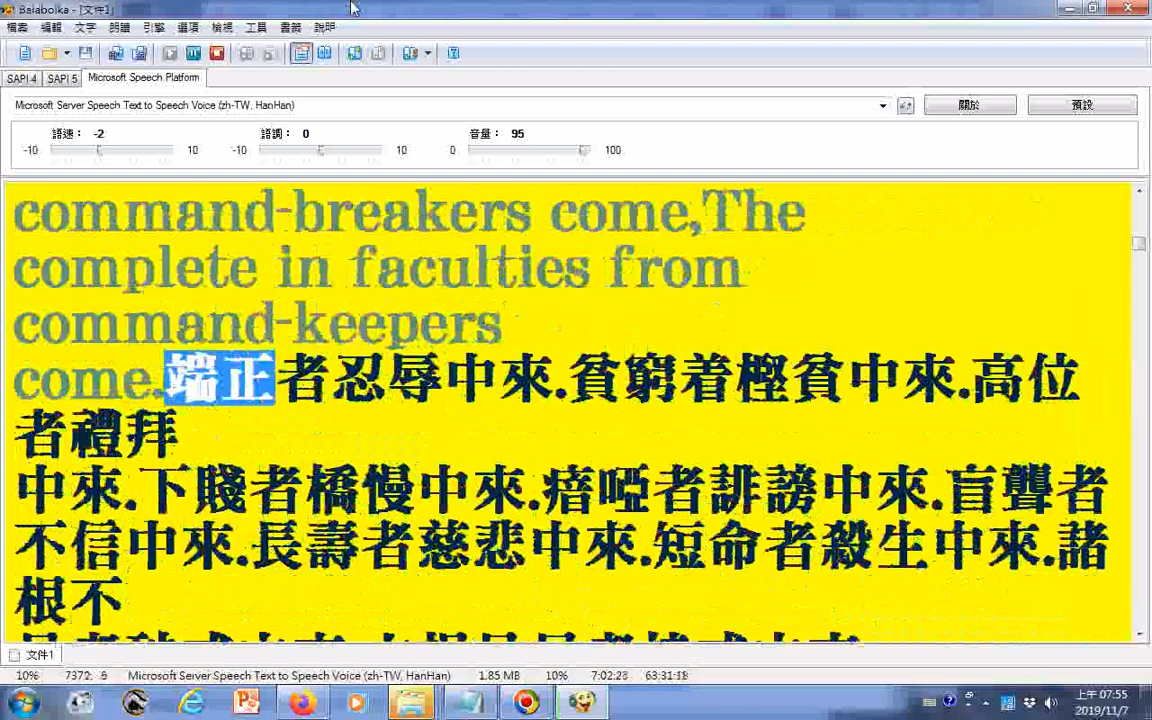 Balabolka - [文件1]
檔案 編輯 文字 朗讀 引擎 選項 檢視 工具 書籤 說明
SAPI 4 SAPI 5 Microsoft Speech Platform
Microsoft Server Speech Text to Speech Voice (zh-TW, HanHan) 關於 預設
語速： -2 語調： 0 音量： 95
-10 10 -10 10 0 100
command-breakers come,The
complete in faculties from
command-keepers
come.端正者忍辱中來.貧窮着樫貧中來.高位
者禮拜
中來.下賤者橋慢中來.瘖啞者誹謗中來.盲聾者
不信中來.長壽者慈悲中來.短命者殺生中來.諸
根不
文件1
10% 7372: 6 Microsoft Server Speech Text to Speech Voice (zh-TW, HanHan) 1.85 MB 10% 7:02:23 63:31:18
上午 07:55
2019/11/7